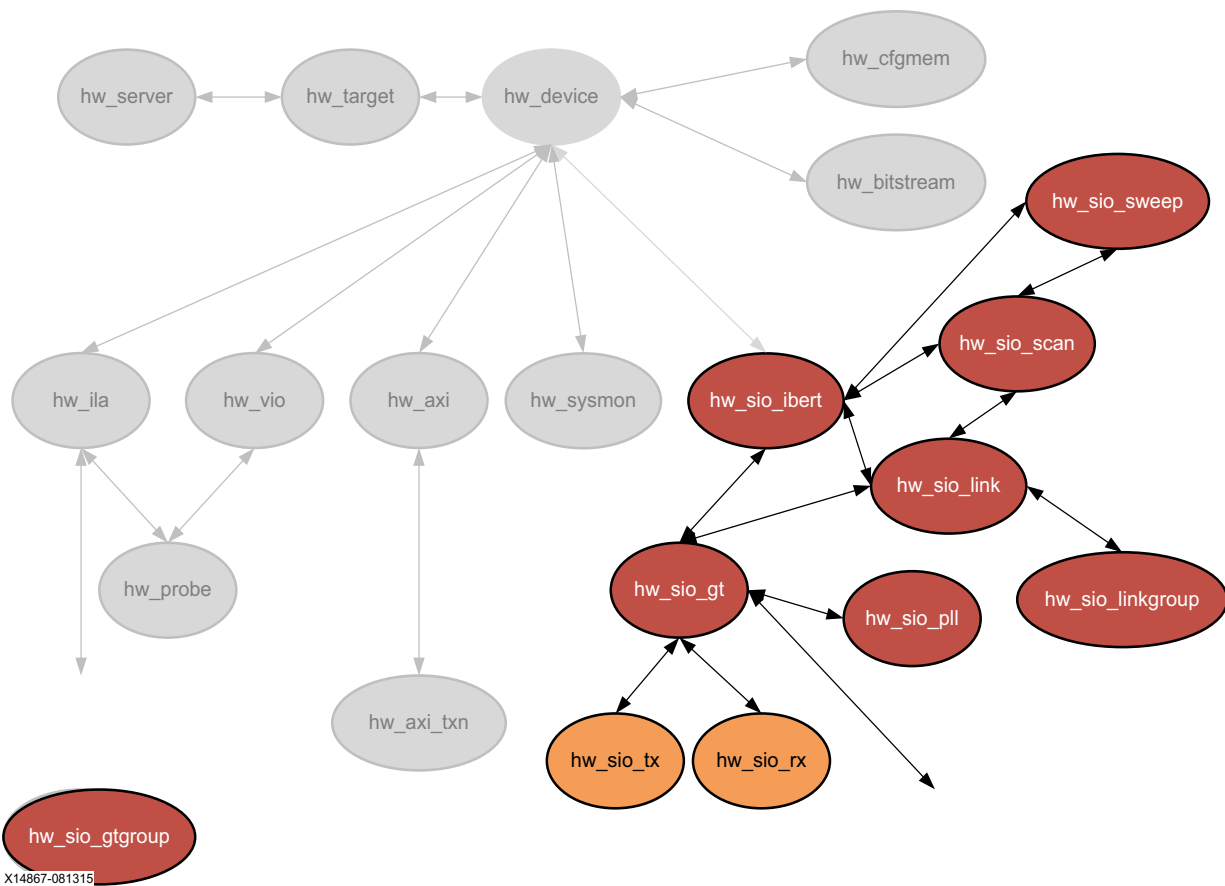 hw_cfgmem
hw_server
hw_target
hw_device
hw_bitstream
hw_sio_sweep
hw_sio_scan
hw_ila
hw_vio
hw_axi
hw_sysmon
hw_sio_ibert
hw_sio_link
hw_probe
hw_sio_gt
hw_sio_pll
hw_sio_linkgroup
hw_axi_txn
hw_sio_tx
hw_sio_rx
hw_sio_gtgroup
X14867-081315